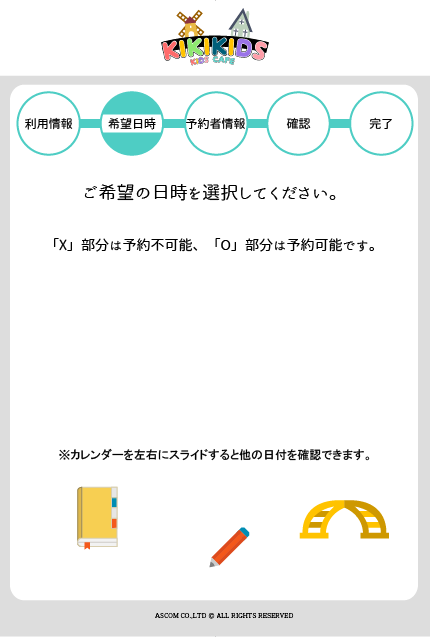 KIKIKIDS
KIDS CAFE
利用情報
希望日時
予約者情報
確認
完了
ご希望の日時を選択してください。
「X」部分は予約不可能、「O」部分は予約可能です。
※カレンダーを左右にスライドすると他の日付を確認できます。
ASCOM CO.,LTD © ALL RIGHTS RESERVED